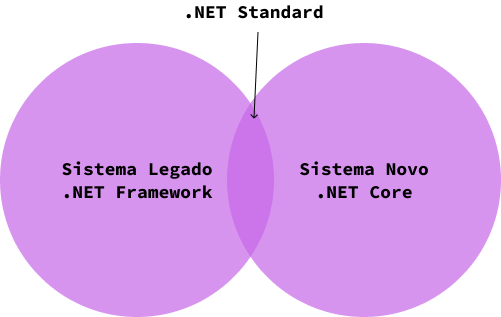 .NET Standard
Sistema Legado
.NET Framework
Sistema Novo
.NET Core